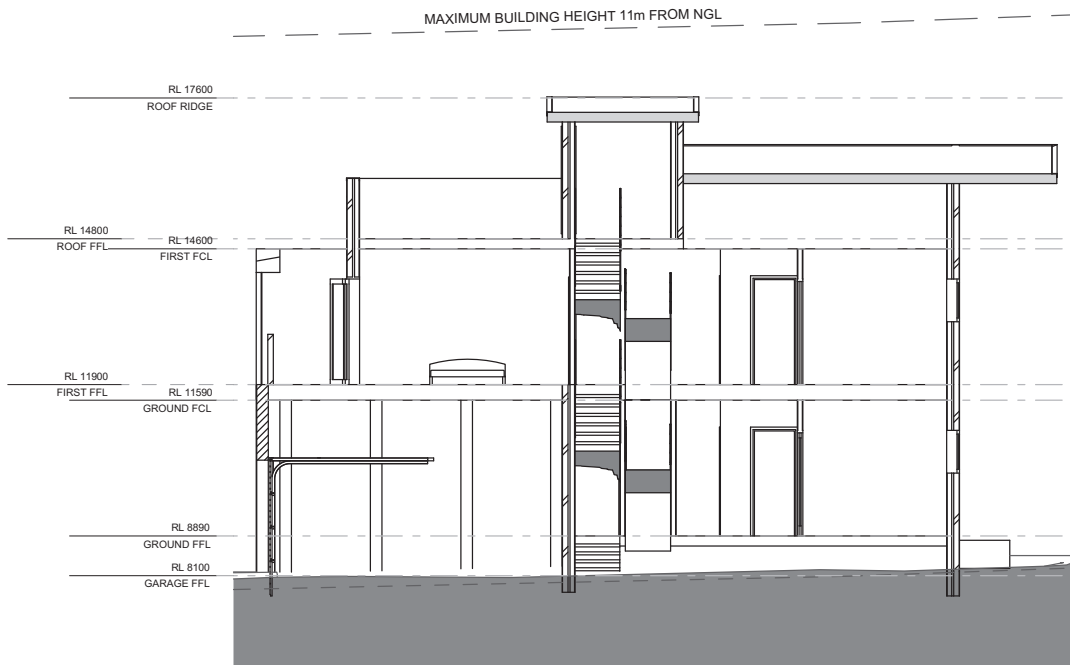 MAXIMUM BUILDING HEIGHT 11m FROM NGL
RL 17600
ROOF RIDGE
RL 14800
ROOF FFL
RL 14600
FIRST FCL
RL 11900
FIRST FFL
RL 11590
GROUND FCL
RL 8890
GROUND FFL
RL 8100
GARAGE FFL